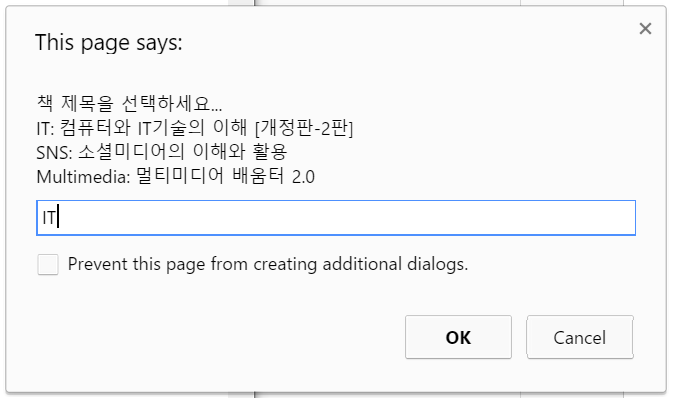 This page says:
책 제목을 선택하세요...
IT: 컴퓨터와 IT기술의 이해 [개정판-2판]
SNS: 소셜미디어의 이해와 활용
Multimedia: 멀티미디어 배움터 2.0
IT
Prevent this page from creating additional dialogs.
OK Cancel